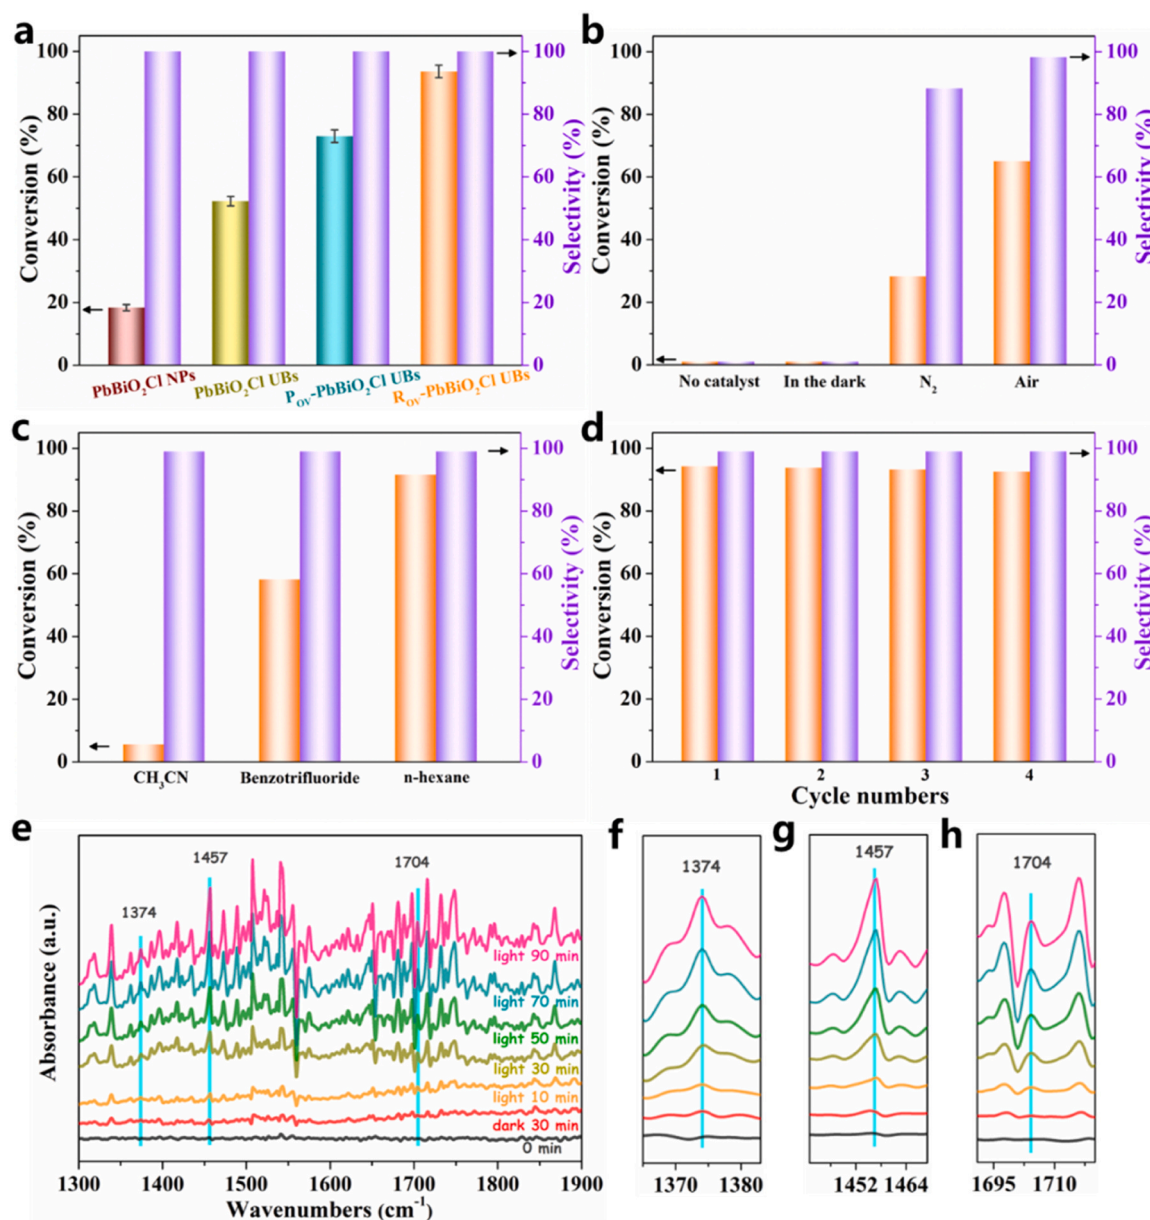 a
100
80
60
40
20
0
Conversion (%)
PbBiO₂Cl NPs
PbBiO₂Cl UBs
P_OV-PbBiO₂Cl UBs
R_OV-PbBiO₂Cl UBs
100
80
60
40
20
0
Selectivity (%)
b
100
80
60
40
20
0
Conversion (%)
No catalyst
In the dark
N₂
Air
100
80
60
40
20
0
Selectivity (%)
c
100
80
60
40
20
0
Conversion (%)
CH₃CN
Benzotrifluoride
n-hexane
100
80
60
40
20
0
Selectivity (%)
d
100
80
60
40
20
0
Conversion (%)
1 2 3 4
Cycle numbers
100
80
60
40
20
0
Selectivity (%)
e
Absorbance (a.u.)
1374
1457
1704
light 90 min
light 70 min
light 50 min
light 30 min
light 10 min
dark 30 min
0 min
1300 1400 1500 1600 1700 1800 1900
Wavenumbers (cm⁻¹)
f
1374
1370 1380
g
1457
1452 1464
h
1704
1695 1710